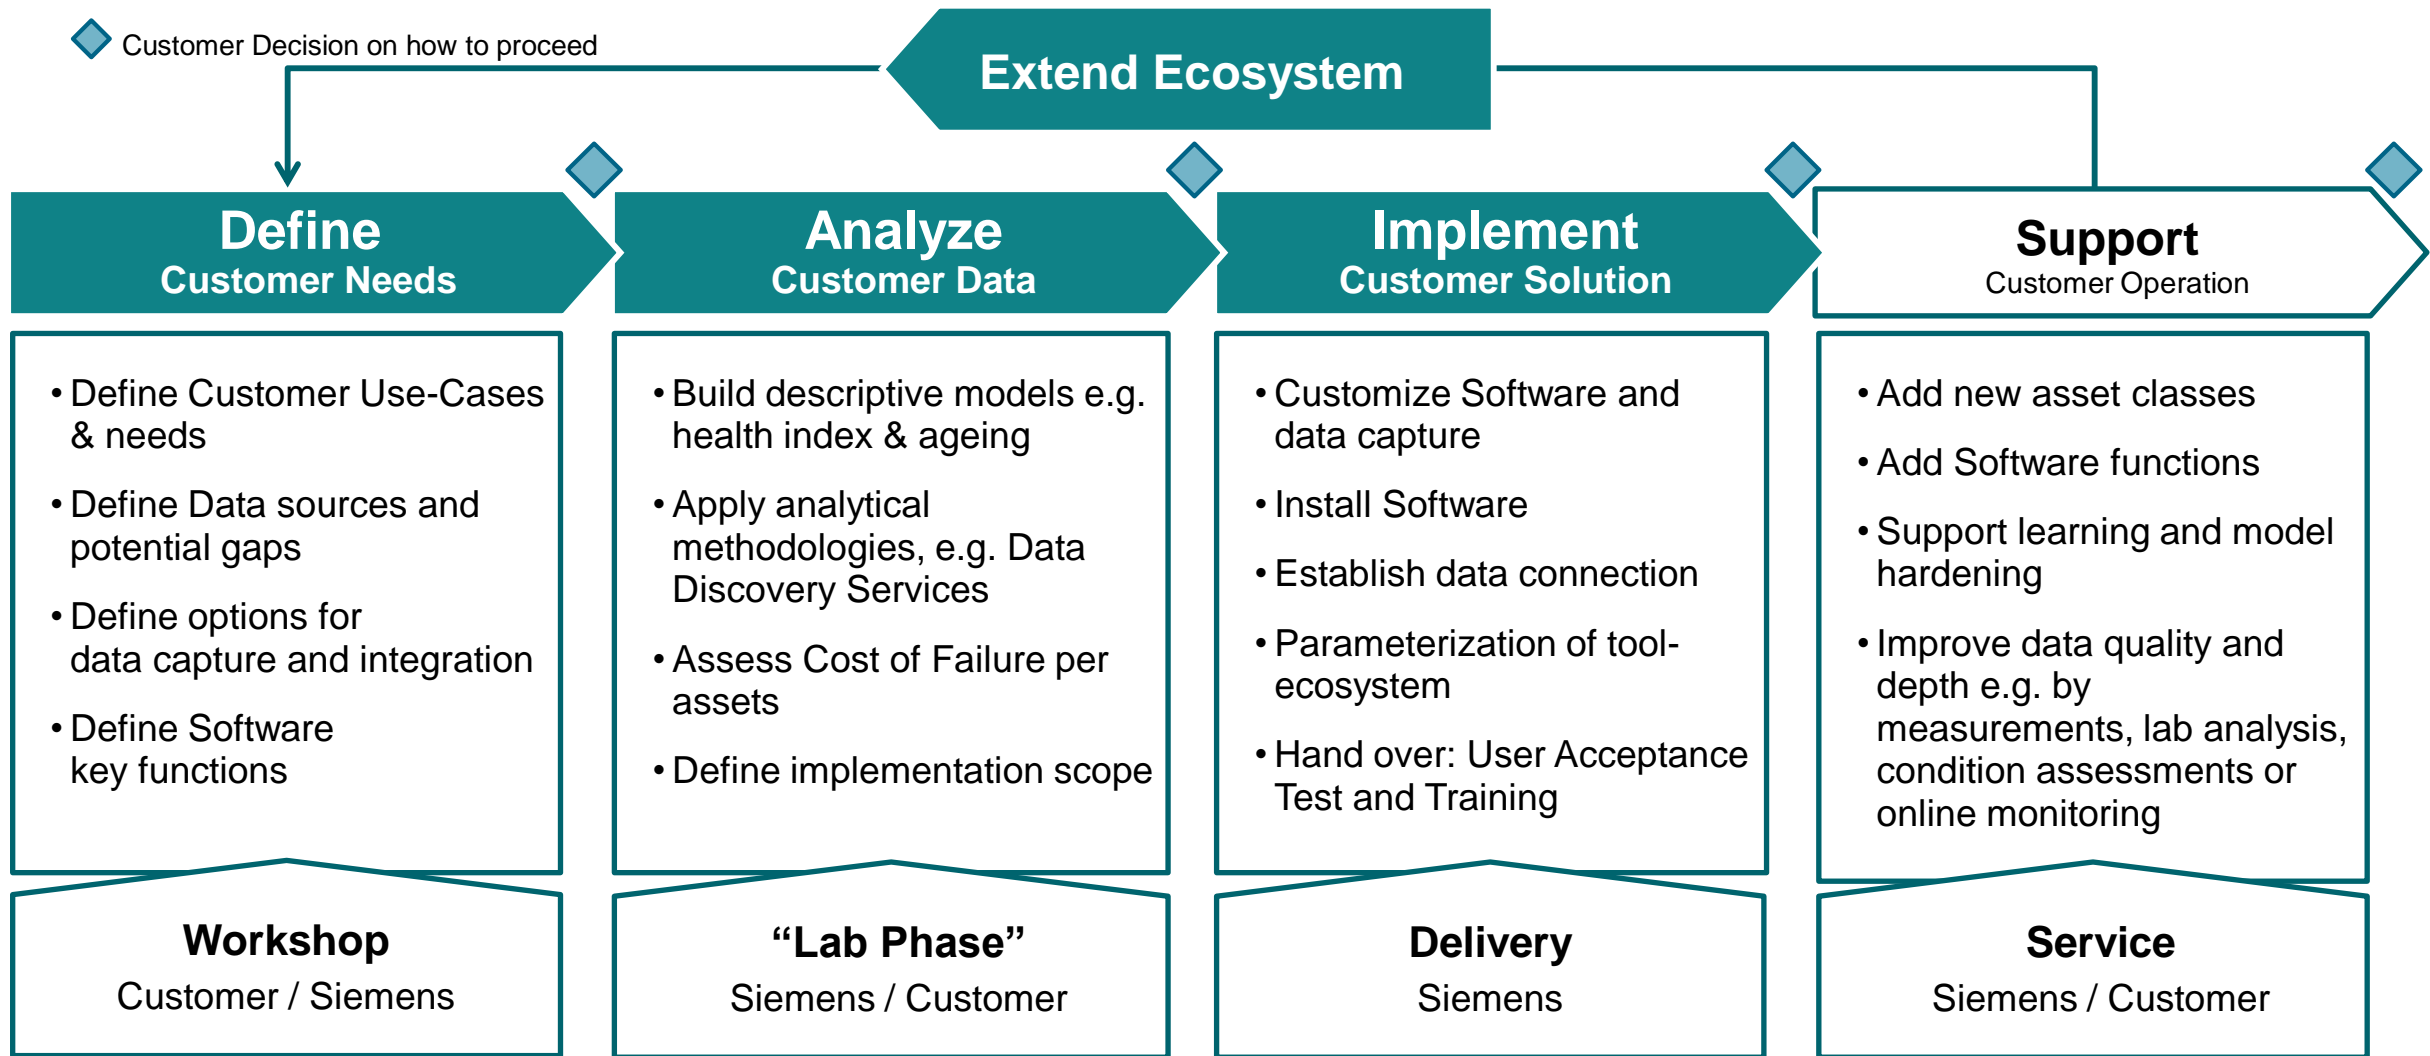 Customer Decision on how to proceed
Extend Ecosystem
Define
Customer Needs
Analyze
Customer Data
Implement
Customer Solution
Support
Customer Operation
• Define Customer Use-Cases
& needs
• Define Data sources and
potential gaps
• Define options for
data capture and integration
• Define Software
key functions
• Build descriptive models e.g.
health index & ageing
• Apply analytical
methodologies, e.g. Data
Discovery Services
• Assess Cost of Failure per
assets
• Define implementation scope
• Customize Software and
data capture
• Install Software
• Establish data connection
• Parameterization of tool-
ecosystem
• Hand over: User Acceptance
Test and Training
• Add new asset classes
• Add Software functions
• Support learning and model
hardening
• Improve data quality and
depth e.g. by
measurements, lab analysis,
condition assessments or
online monitoring
Workshop
Customer / Siemens
“Lab Phase”
Siemens / Customer
Delivery
Siemens
Service
Siemens / Customer